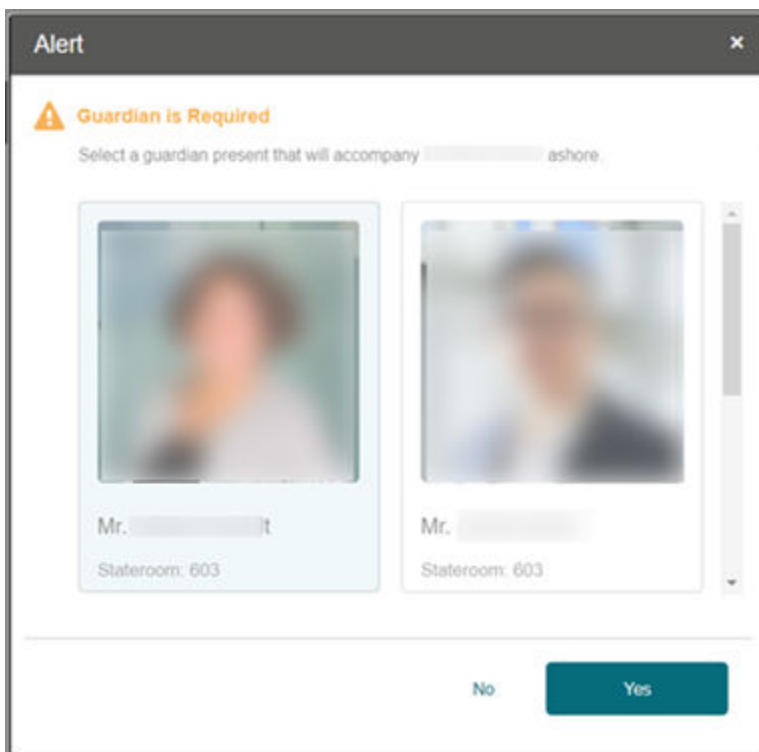 Alert
Guardian is Required
Select a guardian present that will accompany ashore.
Mr. t
Stateroom: 603
Mr.
Stateroom: 603
No
Yes